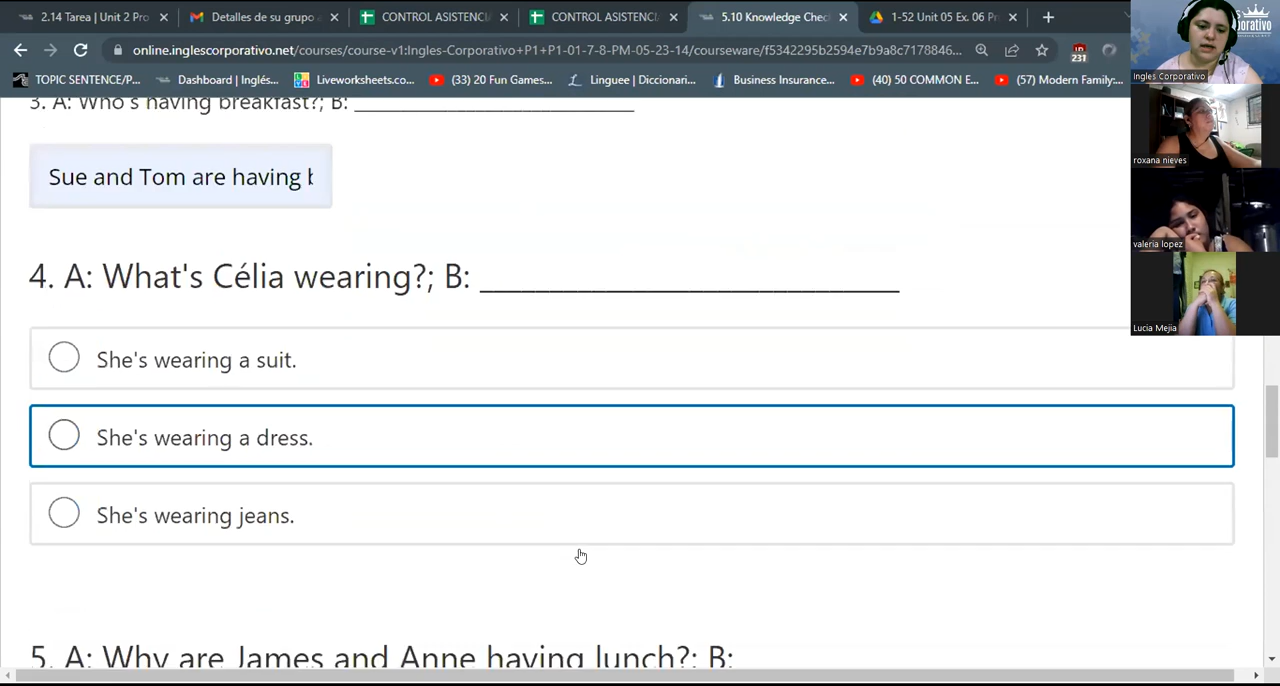 2.14 Tarea | Unit 2 Pro
Detalles de su grupo
CONTROL ASISTENCI
CONTROL ASISTENCI
5.10 Knowledge Chec
1-52 Unit 05 Ex. 06 Pr
online.inglescorporativo.net/courses/course-v1:Ingles-Corporativo+P1+P1-01-7-8-PM-05-23-14/courseware/f5342295b2594e7b9a8c7178846...
231
TOPIC SENTENCE/P...
Dashboard | Inglés...
Liveworksheets.co...
(33) 20 Fun Games...
Linguee | Diccionari...
Business Insurance...
(40) 50 COMMON E...
(57) Modern Family:...
Ingles Corporativo
roxana nieves
valeria lopez
Lucia Mejia
3. A: Who's having breakfast?; B: ____________________________
Sue and Tom are having b
4. A: What's Célia wearing?; B: ____________________________
She's wearing a suit.
She's wearing a dress.
She's wearing jeans.
5. A: Why are James and Anne having lunch?; B: